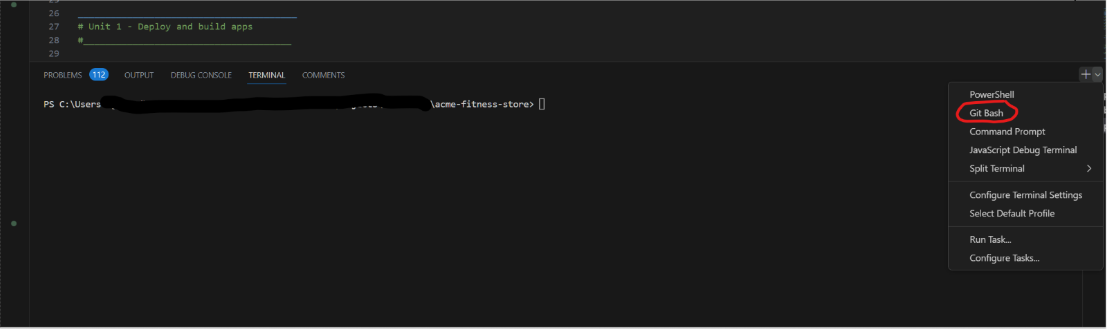 26
27 # Unit 1 - Deploy and build apps
28 #
29
PROBLEMS 112 OUTPUT DEBUG CONSOLE TERMINAL COMMENTS
PS C:\Users \acme-fitness-store>
PowerShell
Git Bash
Command Prompt
JavaScript Debug Terminal
Split Terminal
Configure Terminal Settings
Select Default Profile
Run Task...
Configure Tasks...